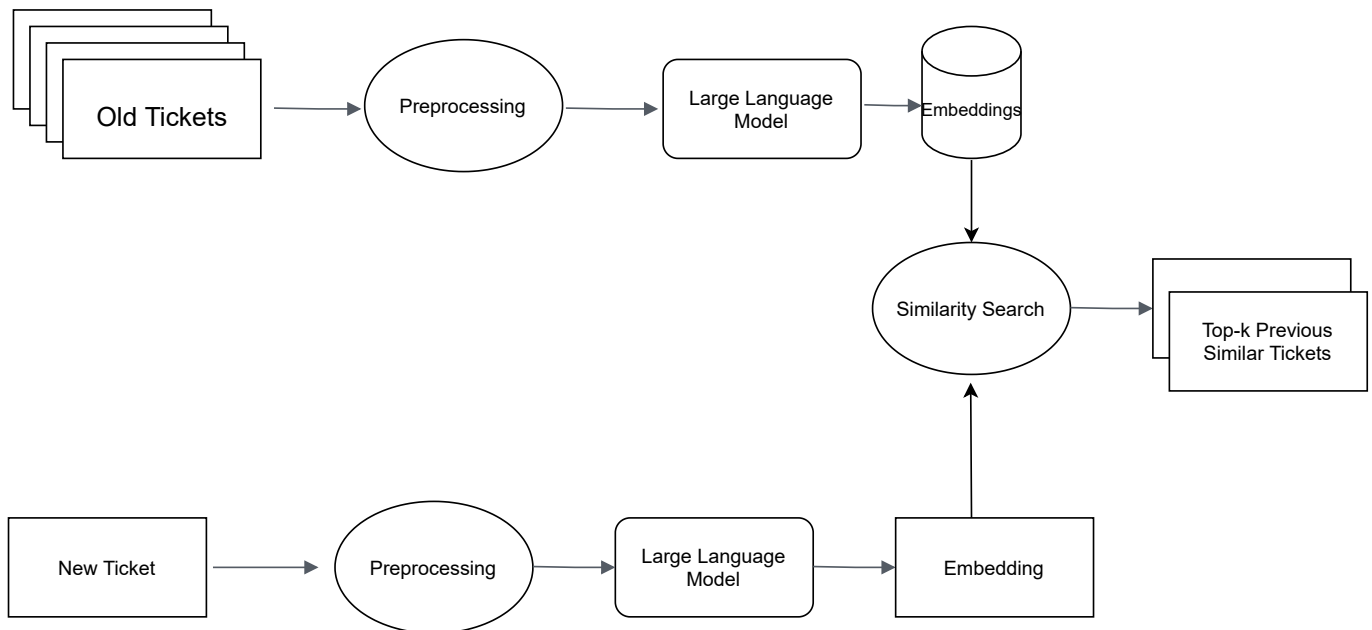 Old Tickets
Preprocessing
Large Language
Model
Embeddings
Similarity Search
Top-k Previous
Similar Tickets
New Ticket
Preprocessing
Large Language
Model
Embedding